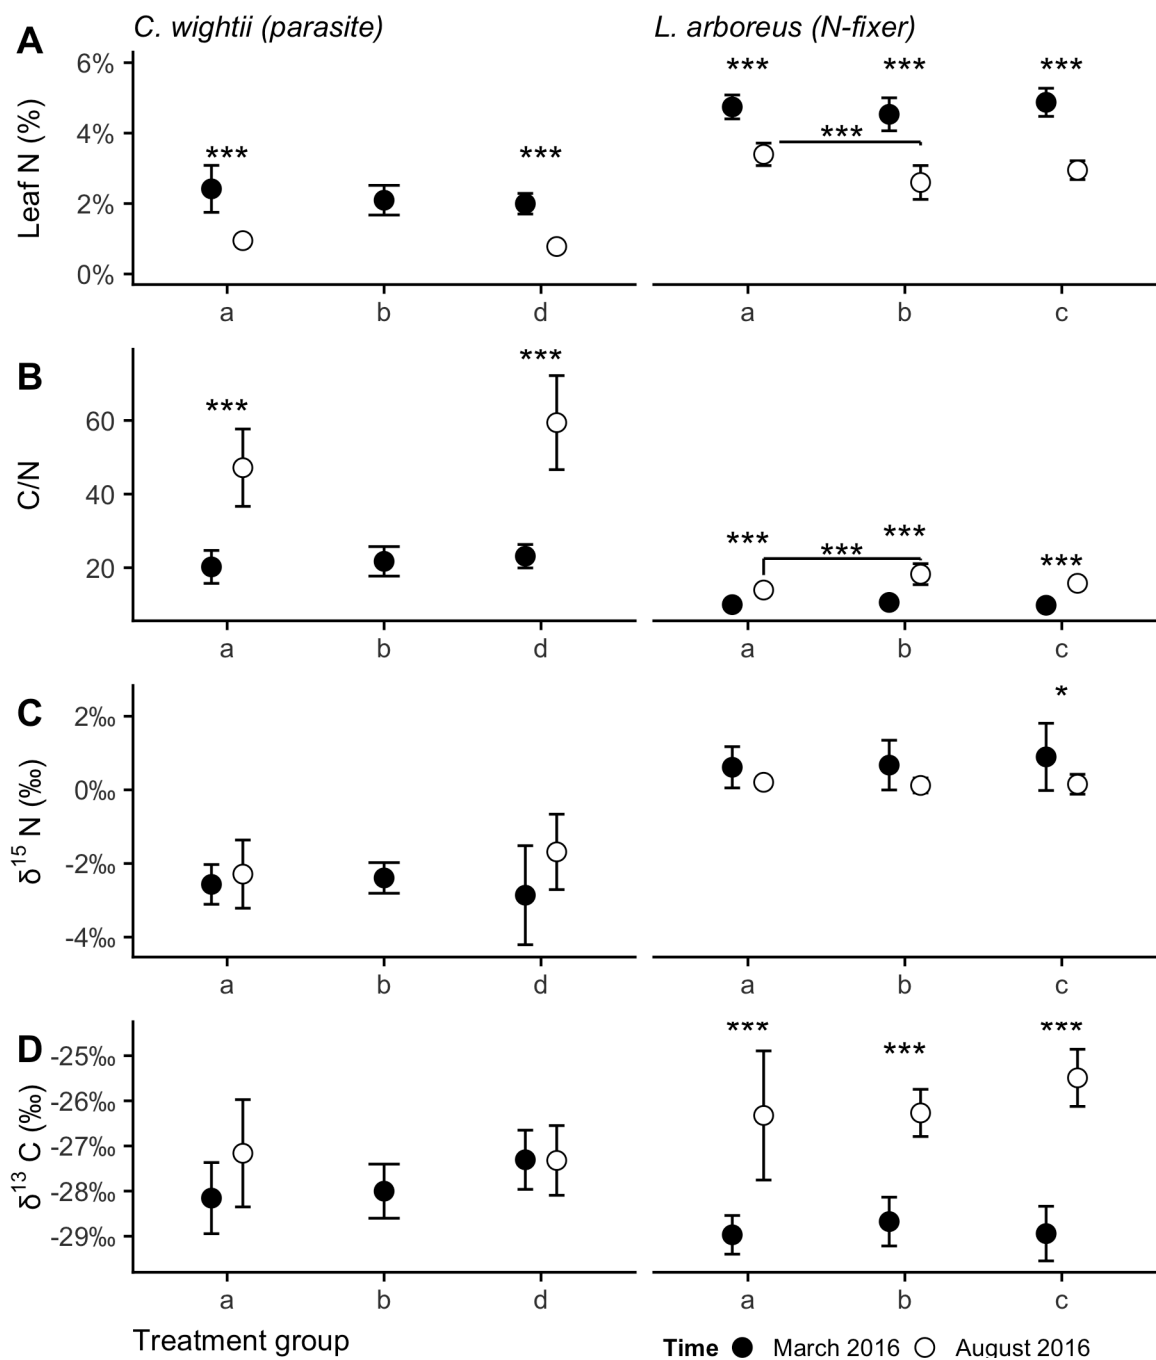 A
C. wightii (parasite)
L. arboreus (N-fixer)
Leaf N (%)
6%
4%
2%
0%
***
***
***
***
***
***
a
b
d
a
b
c
B
C/N
60
40
20
***
***
***
***
***
***
a
b
d
a
b
c
C
δ15 N (‰)
2‰
0‰
-2‰
-4‰
*
a
b
d
a
b
c
D
δ13 C (‰)
-25‰
-26‰
-27‰
-28‰
-29‰
***
***
***
a
b
d
a
b
c
Treatment group
Time March 2016 August 2016